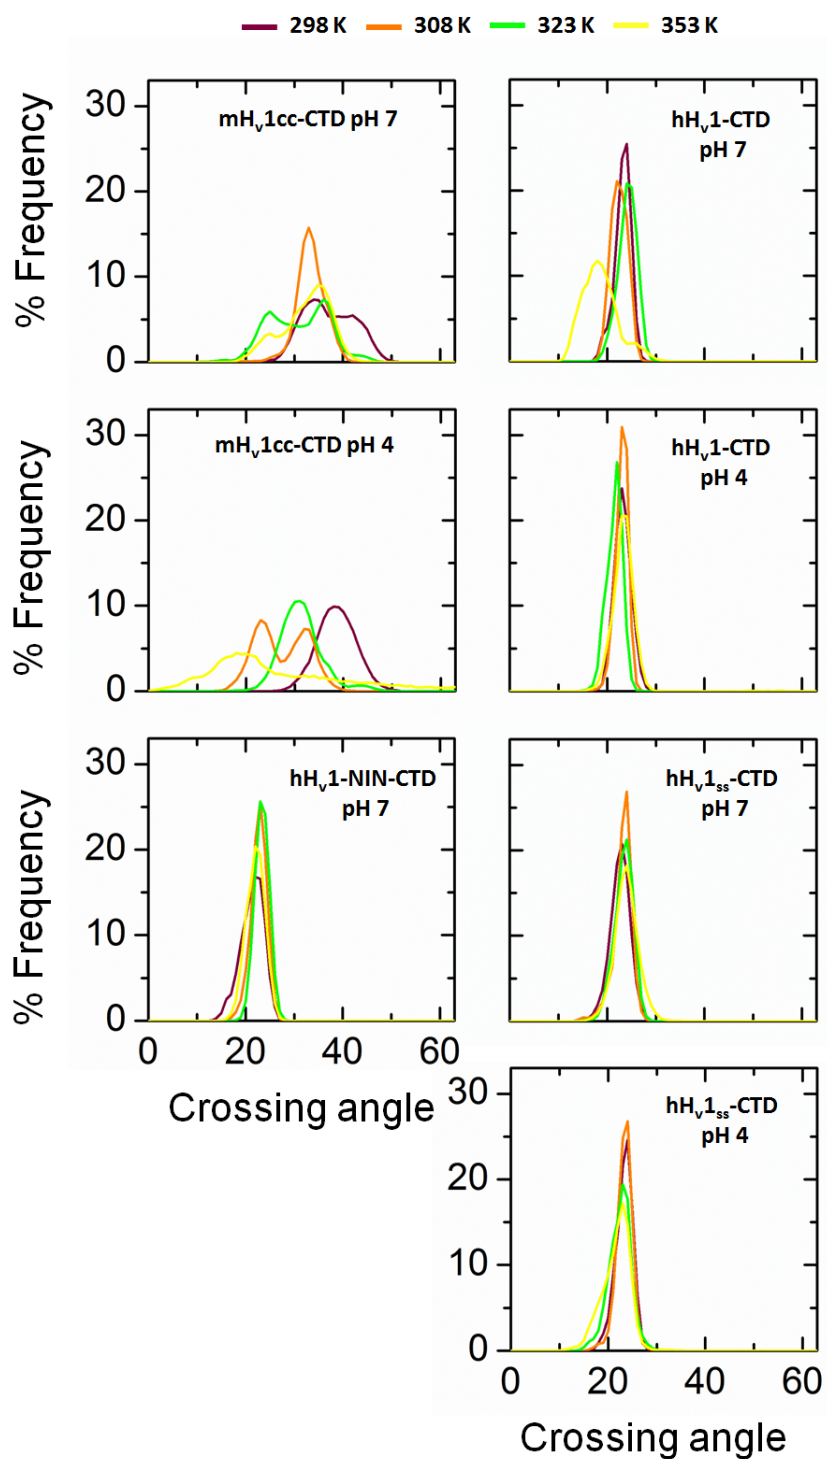 298 K 308 K 323 K 353 K
% Frequency
30
20
10
0
mHv1cc-CTD pH 7
hHv1-CTD
pH 7
% Frequency
30
20
10
0
mHv1cc-CTD pH 4
hHv1-CTD
pH 4
% Frequency
30
20
10
0
hHv1-NIN-CTD
pH 7
hHv1ss-CTD
pH 7
0 20 40 60
Crossing angle
30
20
10
0
hHv1ss-CTD
pH 4
0 20 40 60
Crossing angle